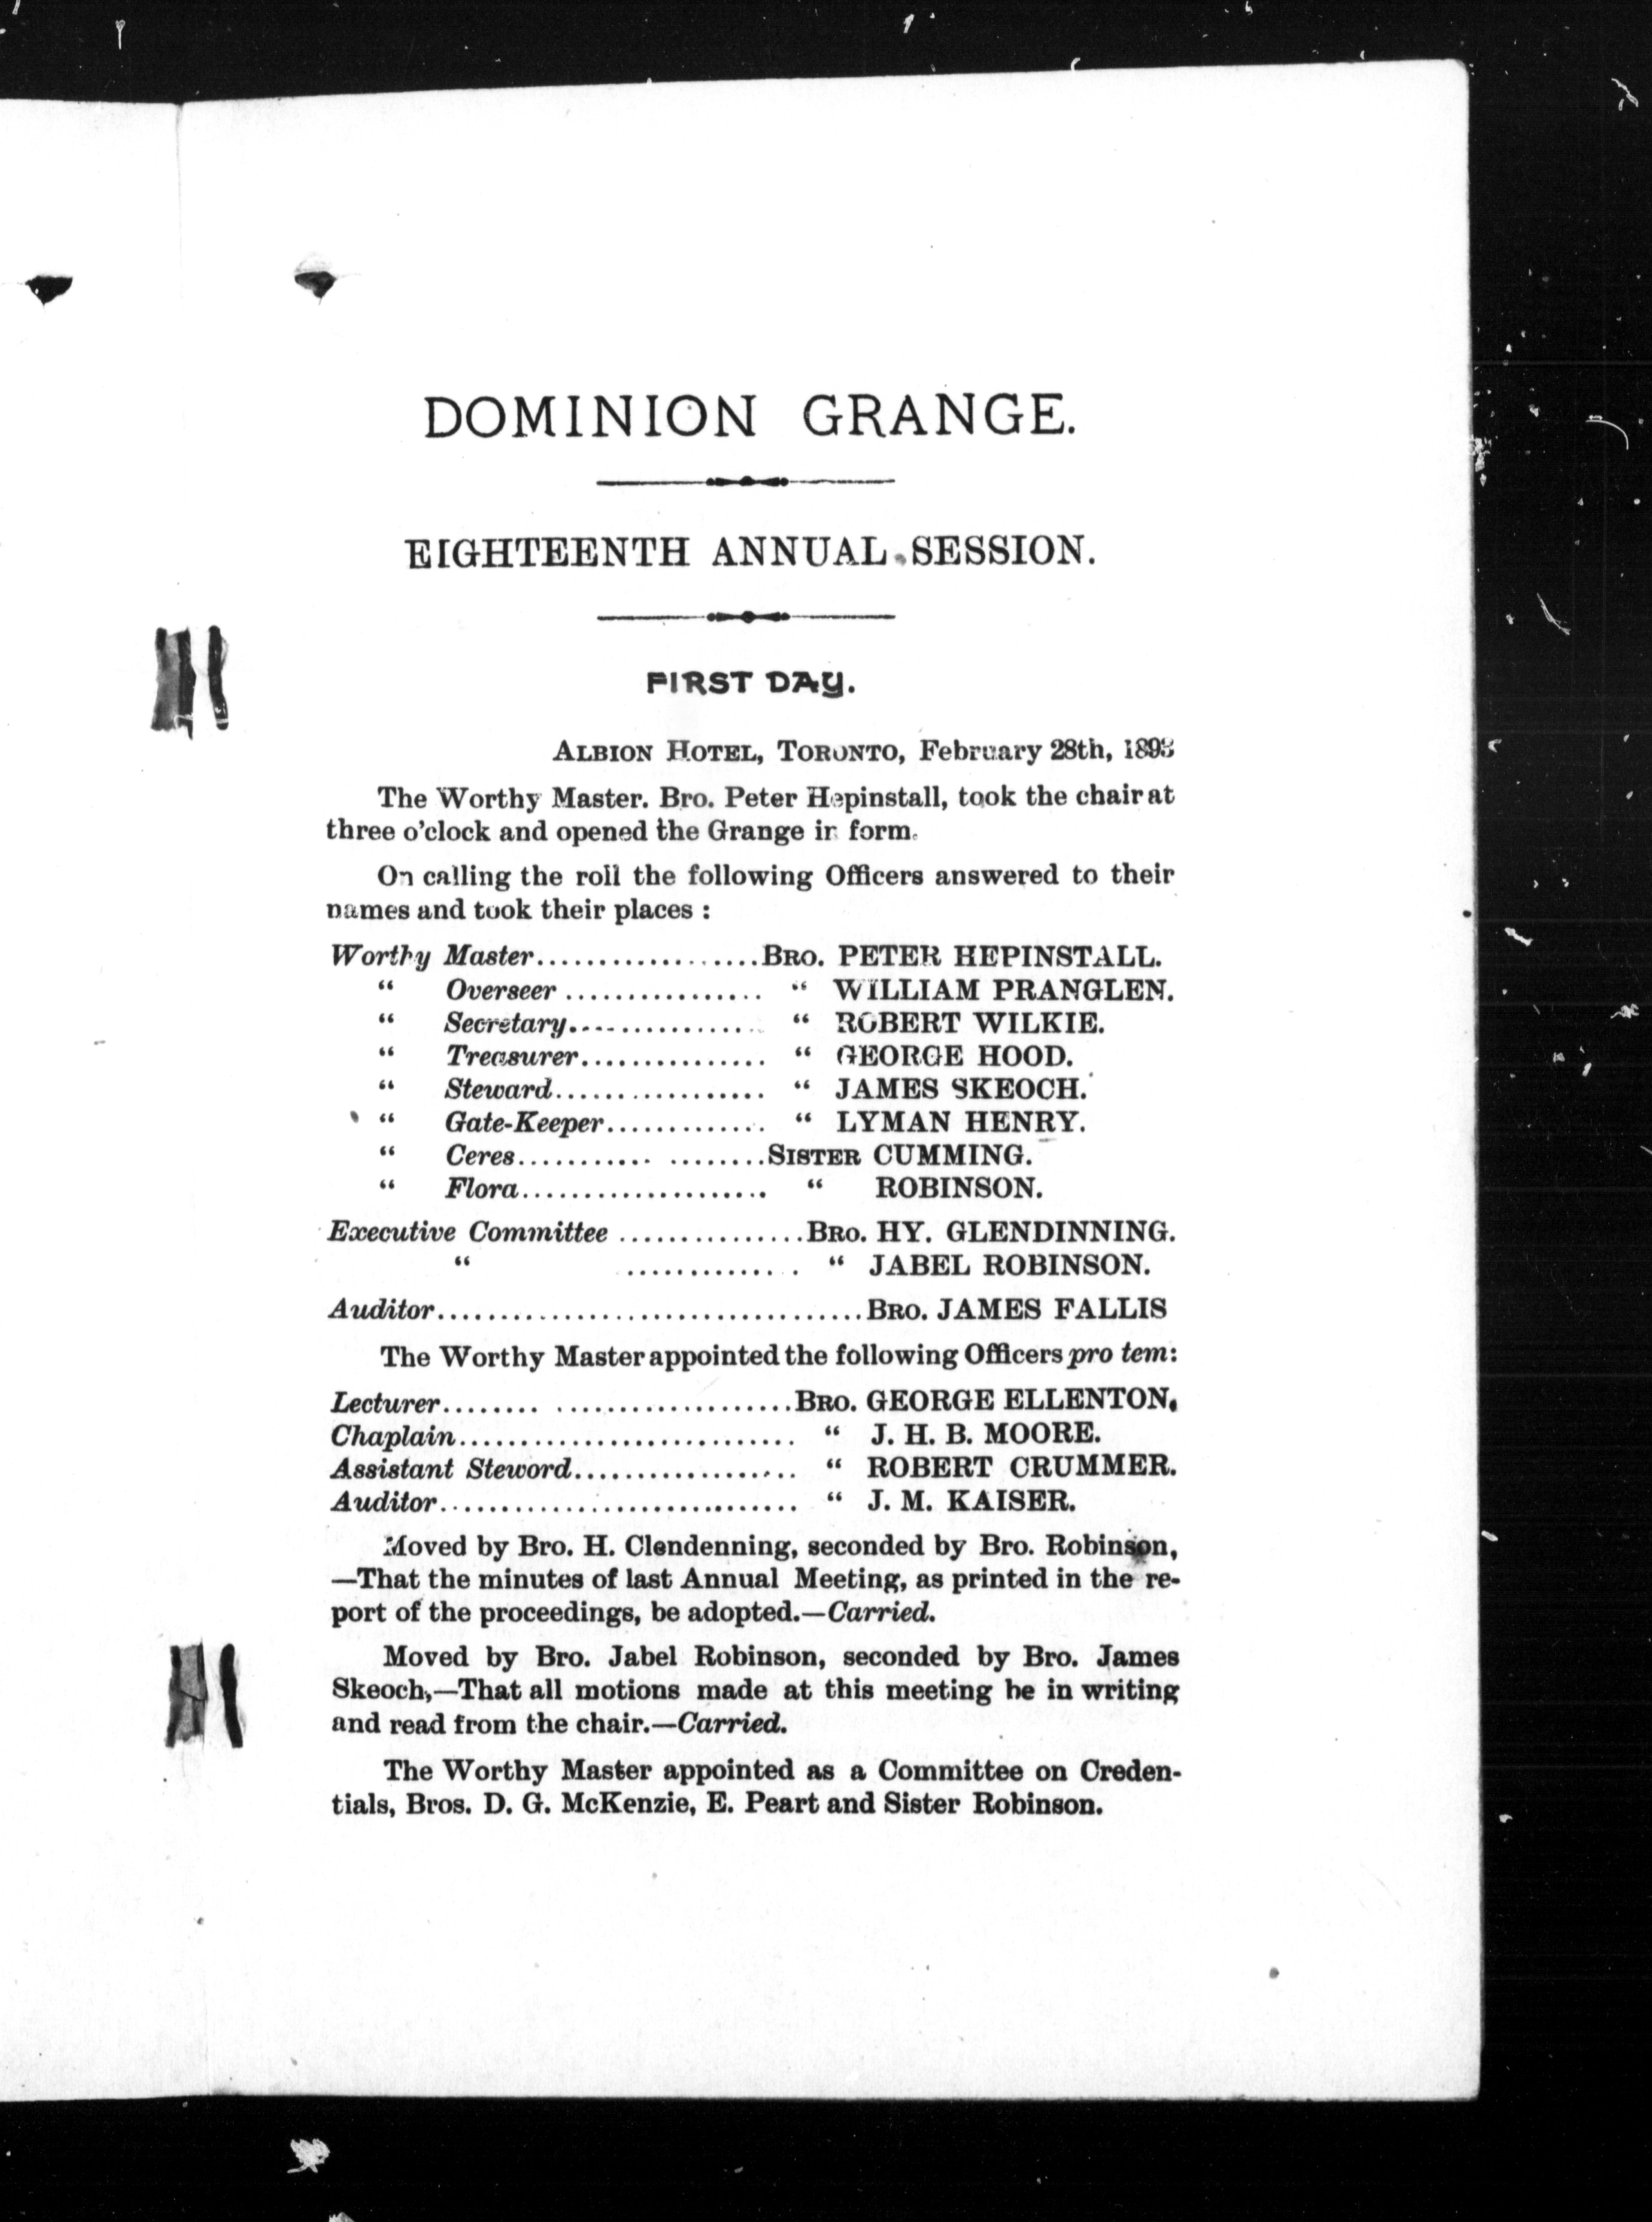 DOMINION GRANGE.
EIGHTEENTH ANNUAL SESSION.
FIRST DAY.
ALBION HOTEL, TORONTO, February 28th, 1893
The Worthy Master. Bro. Peter Hepinstall, took the chair at
three o'clock and opened the Grange in form.
On calling the roll the following Officers answered to their
names and took their places :
Worthy Master....................BRO. PETER HEPINSTALL.
“ Overseer ................ “ WILLIAM PRANGLEN.
“ Secretary................ “ ROBERT WILKIE.
“ Treasurer............... “ GEORGE HOOD.
“ Steward.................. “ JAMES SKEOCH.
“ Gate-Keeper............. “ LYMAN HENRY.
“ Ceres........... ........SISTER CUMMING.
“ Flora.................... “ ROBINSON.
Executive Committee ...............BRO. HY. GLENDINNING.
“ ............. “ JABEL ROBINSON.
Auditor...................................BRO. JAMES FALLIS
The Worthy Master appointed the following Officers pro tem:
Lecturer........ ....................BRO. GEORGE ELLENTON.
Chaplain............................ “ J. H. B. MOORE.
Assistant Steword................... “ ROBERT CRUMMER.
Auditor............................. “ J. M. KAISER.
Moved by Bro. H. Clendenning, seconded by Bro. Robinson,
—That the minutes of last Annual Meeting, as printed in the re-
port of the proceedings, be adopted.—Carried.
Moved by Bro. Jabel Robinson, seconded by Bro. James
Skeoch,—That all motions made at this meeting be in writing
and read from the chair.—Carried.
The Worthy Master appointed as a Committee on Creden-
tials, Bros. D. G. McKenzie, E. Peart and Sister Robinson.